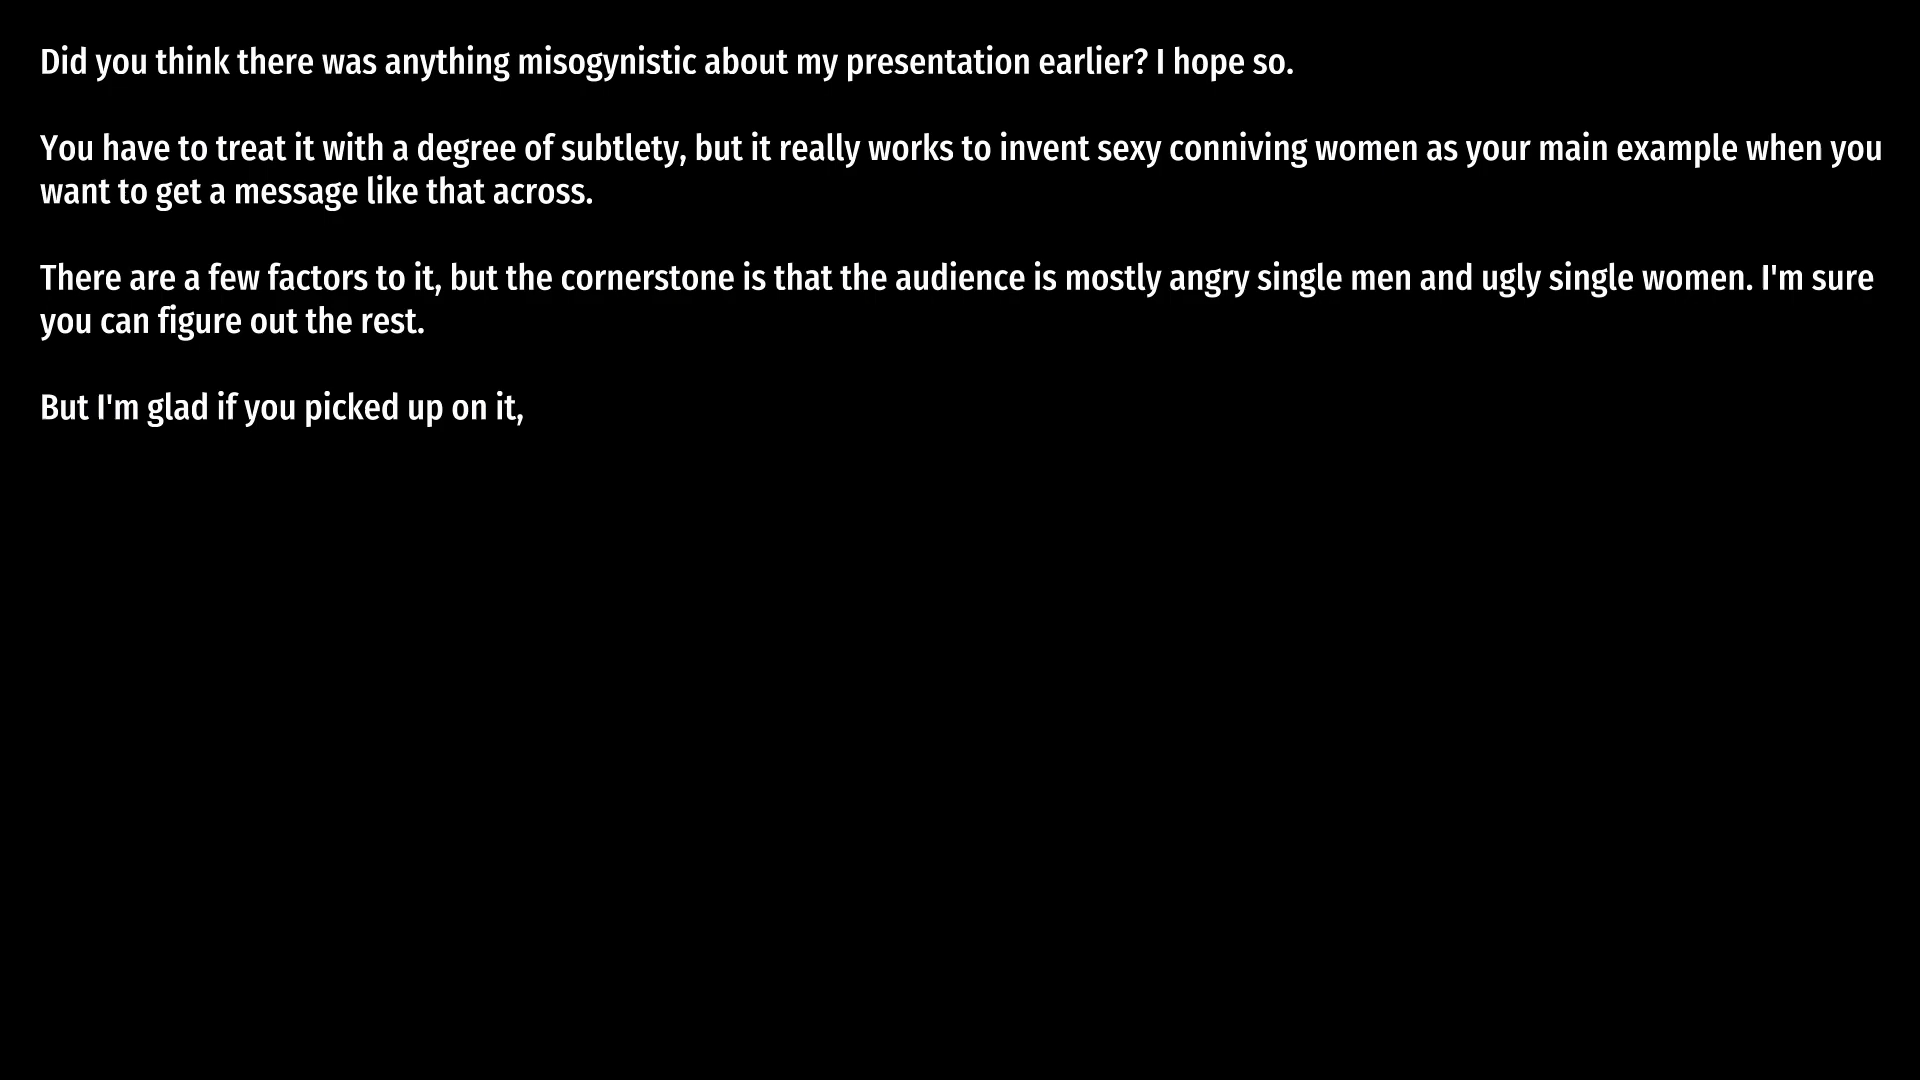 Did you think there was anything misogynistic about my presentation earlier? I hope so.
You have to treat it with a degree of subtlety, but it really works to invent sexy conniving women as your main example when you
want to get a message like that across.
There are a few factors to it, but the cornerstone is that the audience is mostly angry single men and ugly single women. I'm sure
you can figure out the rest.
But I'm glad if you picked up on it,